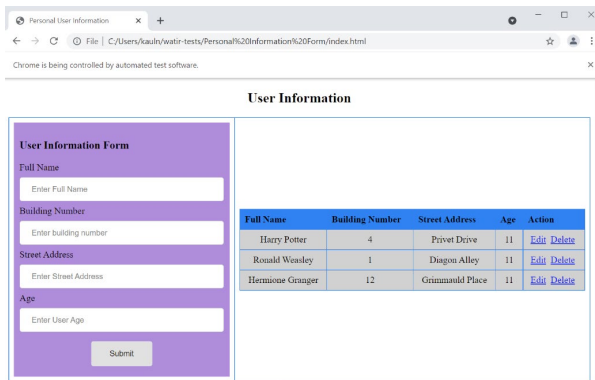 Personal User Information
File | C:/Users/kauln/watir-tests/Personal%20Information%20Form/index.html
Chrome is being controlled by automated test software.
User Information
User Information Form
Full Name
Enter Full Name
Building Number
Enter building number
Street Address
Enter Street Address
Age
Enter User Age
Submit
Full Name Building Number Street Address Age Action
Harry Potter 4 Privet Drive 11 Edit Delete
Ronald Weasley 1 Diagon Alley 11 Edit Delete
Hermione Granger 12 Grimmauld Place 11 Edit Delete